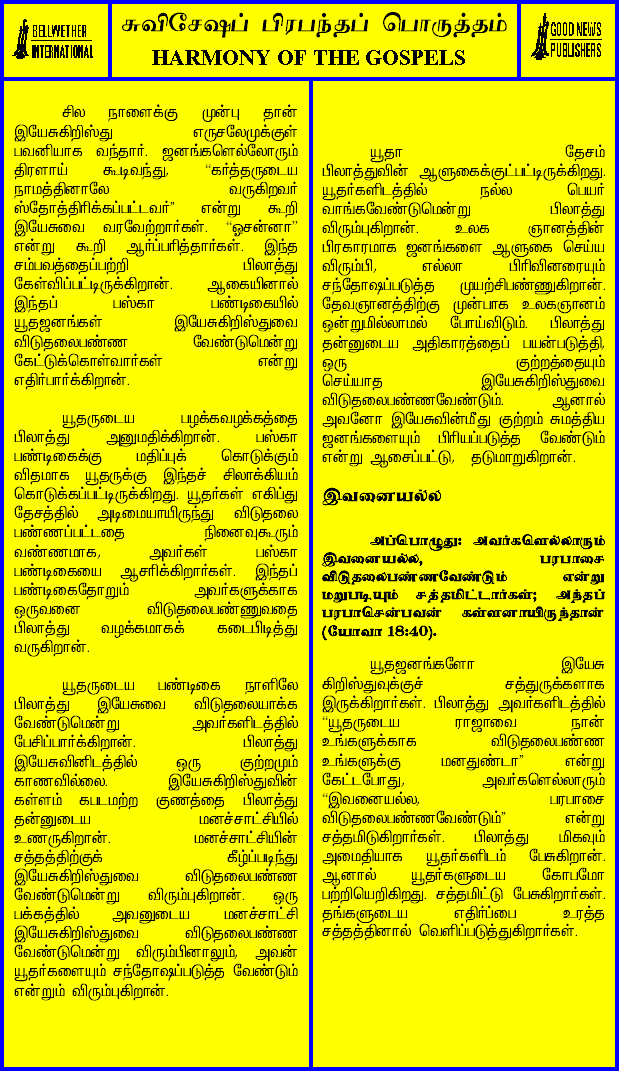 BELLWETHER
INTERNATIONAL
சுவிசேஷப் பிரபந்தப் பொருத்தம்
HARMONY OF THE GOSPELS
GOOD NEWS
PUBLISHERS
சில நாளைக்கு முன்பு தான்
இயேசுகிறிஸ்து எருசலேமுக்குள்
பவனியாக வந்தார். ஜனங்களெல்லோரும்
திரளாய் கூடிவந்து, “கர்த்தருடைய
நாமத்தினாலே வருகிறவர்
ஸ்தோத்திரிக்கப்பட்டவர்” என்று கூறி
இயேசுவை வரவேற்றார்கள். “ஓசன்னா”
என்று கூறி ஆர்ப்பரித்தார்கள். இந்த
சம்பவத்தைப்பற்றி பிலாத்து
கேள்விப்பட்டிருக்கிறான். ஆகையினால்
இந்தப் பஸ்கா பண்டிகையில்
யூதஜனங்கள் இயேசுகிறிஸ்துவை
விடுதலைபண்ண வேண்டுமென்று
கேட்டுக்கொள்வார்கள் என்று
எதிர்பார்க்கிறான்.
யூதருடைய பழக்கவழக்கத்தை
பிலாத்து அனுமதிக்கிறான். பஸ்கா
பண்டிகைக்கு மதிப்புக் கொடுக்கும்
விதமாக யூதருக்கு இந்தச் சிலாக்கியம்
கொடுக்கப்பட்டிருக்கிறது. யூதர்கள் எகிப்து
தேசத்தில் அடிமையாயிருந்து விடுதலை
பண்ணப்பட்டதை நினைவுகூரும்
வண்ணமாக, அவர்கள் பஸ்கா
பண்டிகையை ஆசரிக்கிறார்கள். இந்தப்
பண்டிகைதோறும் அவர்களுக்காக
ஒருவனை விடுதலைபண்ணுவதை
பிலாத்து வழக்கமாகக் கடைபிடித்து
வருகிறான்.
யூதருடைய பண்டிகை நாளிலே
பிலாத்து இயேசுவை விடுதலையாக்க
வேண்டுமென்று அவர்களிடத்தில்
பேசிப்பார்க்கிறான். பிலாத்து
இயேசுவினிடத்தில் ஒரு குற்றமும்
காணவில்லை. இயேசுகிறிஸ்துவின்
கள்ளம் கபடமற்ற குணத்தை பிலாத்து
தன்னுடைய மனச்சாட்சியில்
உணருகிறான். மனச்சாட்சியின்
சத்தத்திற்குக் கீழ்ப்படிந்து
இயேசுகிறிஸ்துவை விடுதலைபண்ண
வேண்டுமென்று விரும்புகிறான். ஒரு
பக்கத்தில் அவனுடைய மனச்சாட்சி
இயேசுகிறிஸ்துவை விடுதலைபண்ண
வேண்டுமென்று விரும்பினாலும், அவன்
யூதர்களையும் சந்தோஷப்படுத்த வேண்டும்
என்றும் விரும்புகிறான்.
யூதா தேசம்
பிலாத்துவின் ஆளுகைக்குட்பட்டிருக்கிறது.
யூதர்களிடத்தில் நல்ல பெயர்
வாங்கவேண்டுமென்று பிலாத்து
விரும்புகிறான். உலக ஞானத்தின்
பிரகாரமாக ஜனங்களை ஆளுகை செய்ய
விரும்பி, எல்லா பிரிவினரையும்
சந்தோஷப்படுத்த முயற்சிபண்ணுகிறான்.
தேவஞானத்திற்கு முன்பாக உலகஞானம்
ஒன்றுமில்லாமல் போய்விடும். பிலாத்து
தன்னுடைய அதிகாரத்தைப் பயன்படுத்தி,
ஒரு குற்றத்தையும்
செய்யாத இயேசுகிறிஸ்துவை
விடுதலைபண்ணவேண்டும். ஆனால்
அவனோ இயேசுவின்மீது குற்றம் சுமத்திய
ஜனங்களையும் பிரியப்படுத்த வேண்டும்
என்று ஆசைப்பட்டு, தடுமாறுகிறான்.
இவனையல்ல
அப்பொழுது: அவர்களெல்லாரும்
இவனையல்ல, பரபாசை
விடுதலைபண்ணவேண்டும் என்று
மறுபடியும் சத்தமிட்டார்கள்; அந்தப்
பரபாசென்பவன் கள்ளனாயிருந்தான்
(யோவா 18:40).
யூதஜனங்களோ இயேசு
கிறிஸ்துவுக்குச் சத்துருக்களாக
இருக்கிறார்கள். பிலாத்து அவர்களிடத்தில்
“யூதருடைய ராஜாவை நான்
உங்களுக்காக விடுதலைபண்ண
உங்களுக்கு மனதுண்டா” என்று
கேட்டபோது, அவர்களெல்லாரும்
“இவனையல்ல, பரபாசை
விடுதலைபண்ணவேண்டும்” என்று
சத்தமிடுகிறார்கள். பிலாத்து மிகவும்
அமைதியாக யூதர்களிடம் பேசுகிறான்.
ஆனால் யூதர்களுடைய கோபமோ
பற்றியெறிகிறது. சத்தமிட்டு பேசுகிறார்கள்.
தங்களுடைய எதிர்ப்பை உரத்த
சத்தத்தினால் வெளிப்படுத்துகிறார்கள்.